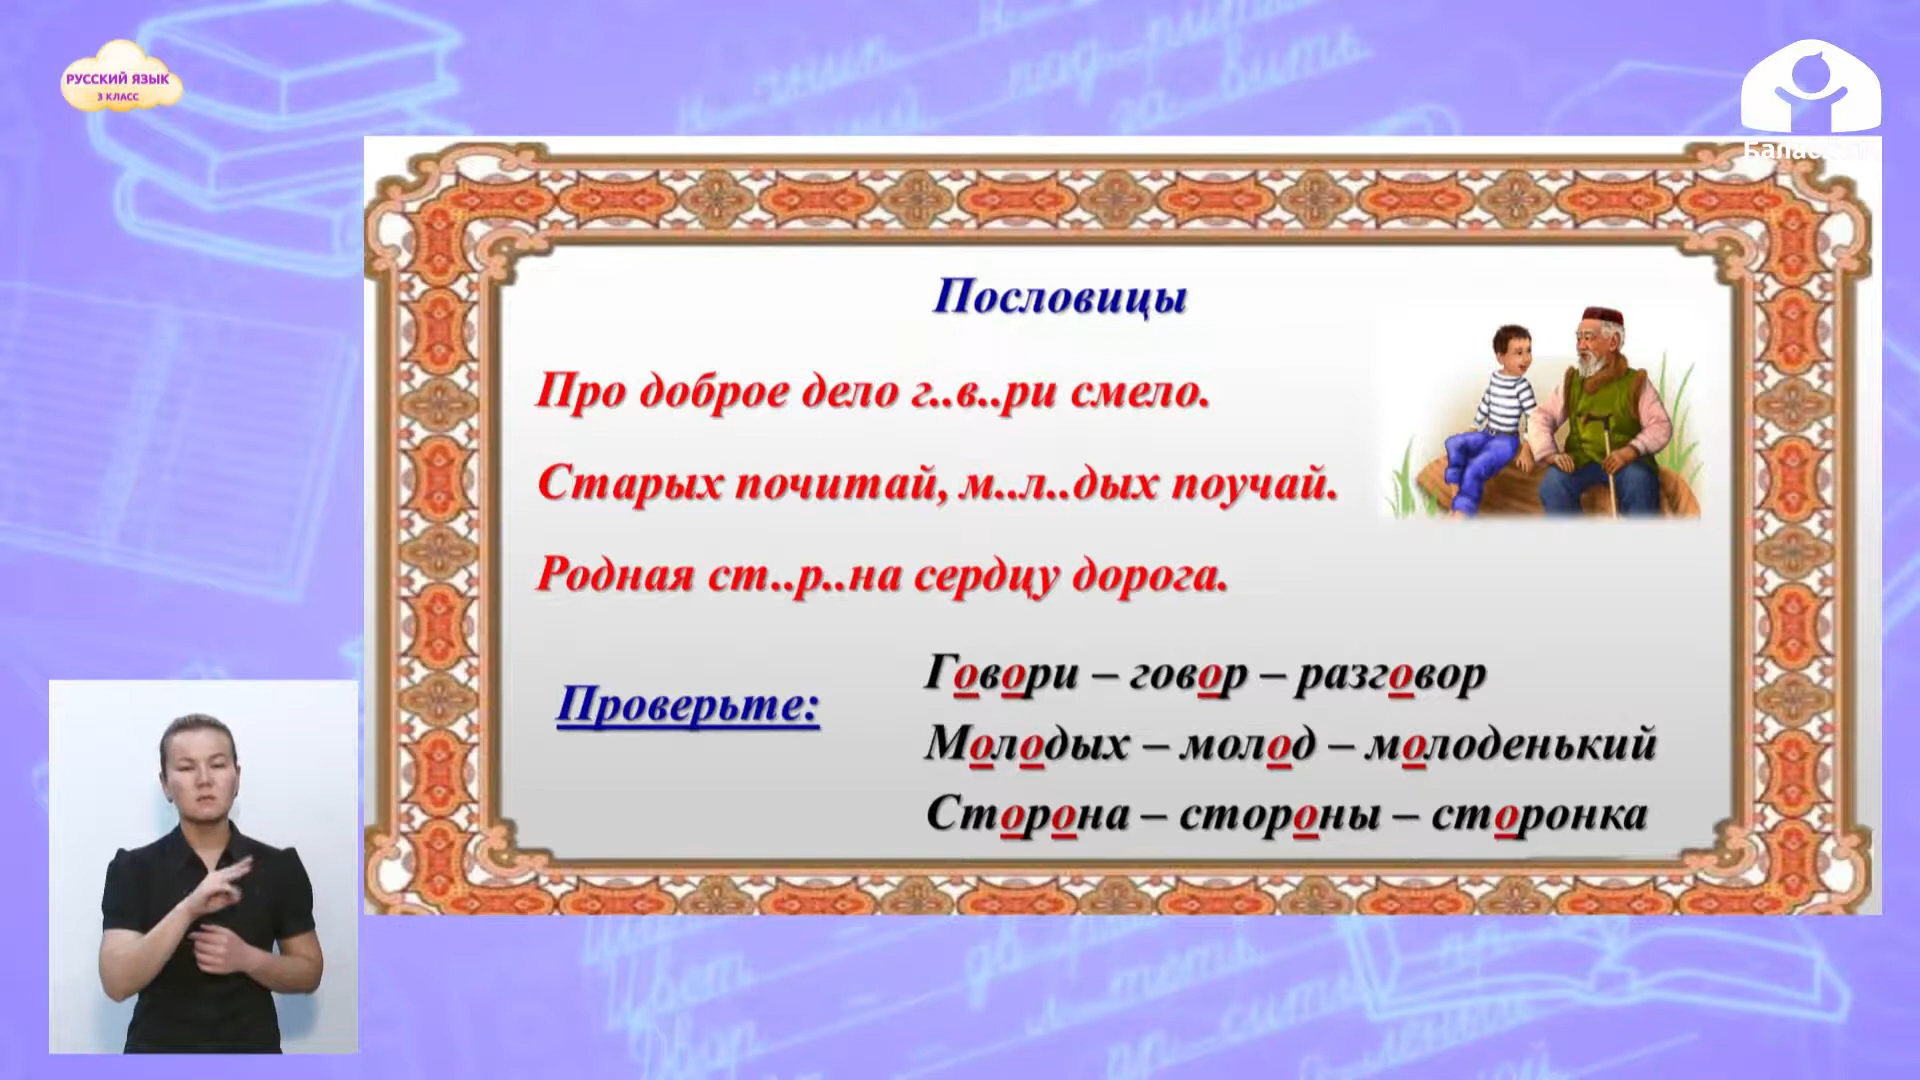 РУССКИЙ ЯЗЫК
3 КЛАСС
Пословицы
Про доброе дело г..в..ри смело.
Старых почитай, м..л..дых поучай.
Родная ст..р..на сердцу дорога.
Проверьте:
Говори – говор – разговор
Молодых – молод – молоденький
Сторона – стороны – сторонка